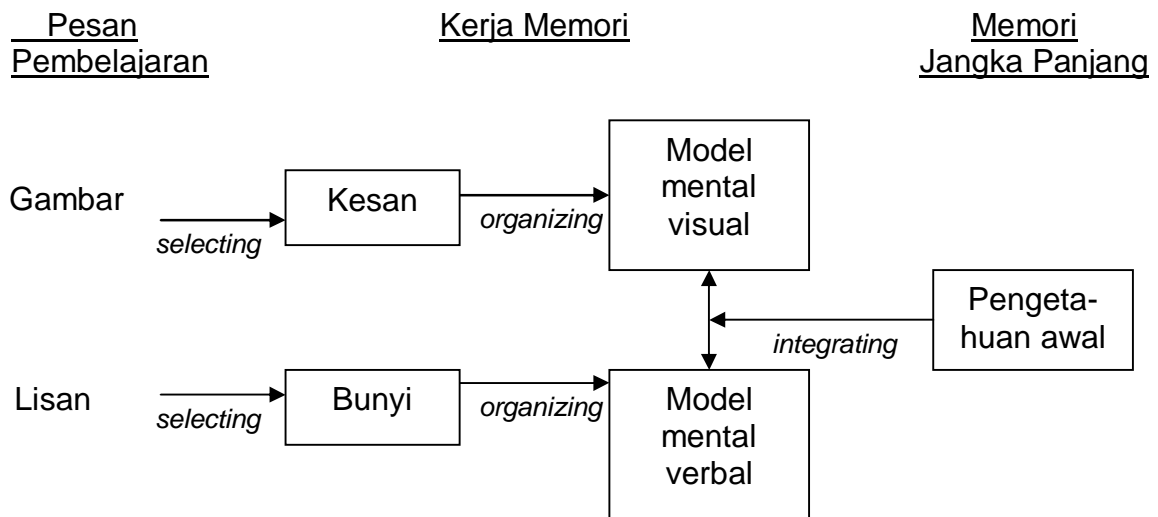 Pesan
Pembelajaran
Kerja Memori
Memori
Jangka Panjang
Gambar
selecting
Kesan
organizing
Model
mental
visual
Pengeta-
huan awal
integrating
Lisan
selecting
Bunyi
organizing
Model
mental
verbal